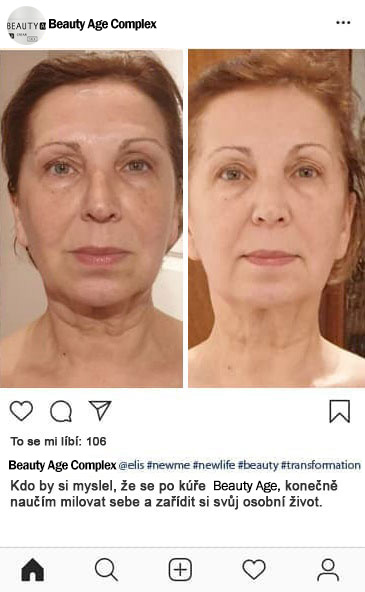 BEAUTY
Beauty Age Complex
To se mi líbí: 106
Beauty Age Complex @elis #newme #newlife #beauty #transformation
Kdo by si myslel, že se po kúře Beauty Age, konečně
naučím milovat sebe a zařídit si svůj osobní život.